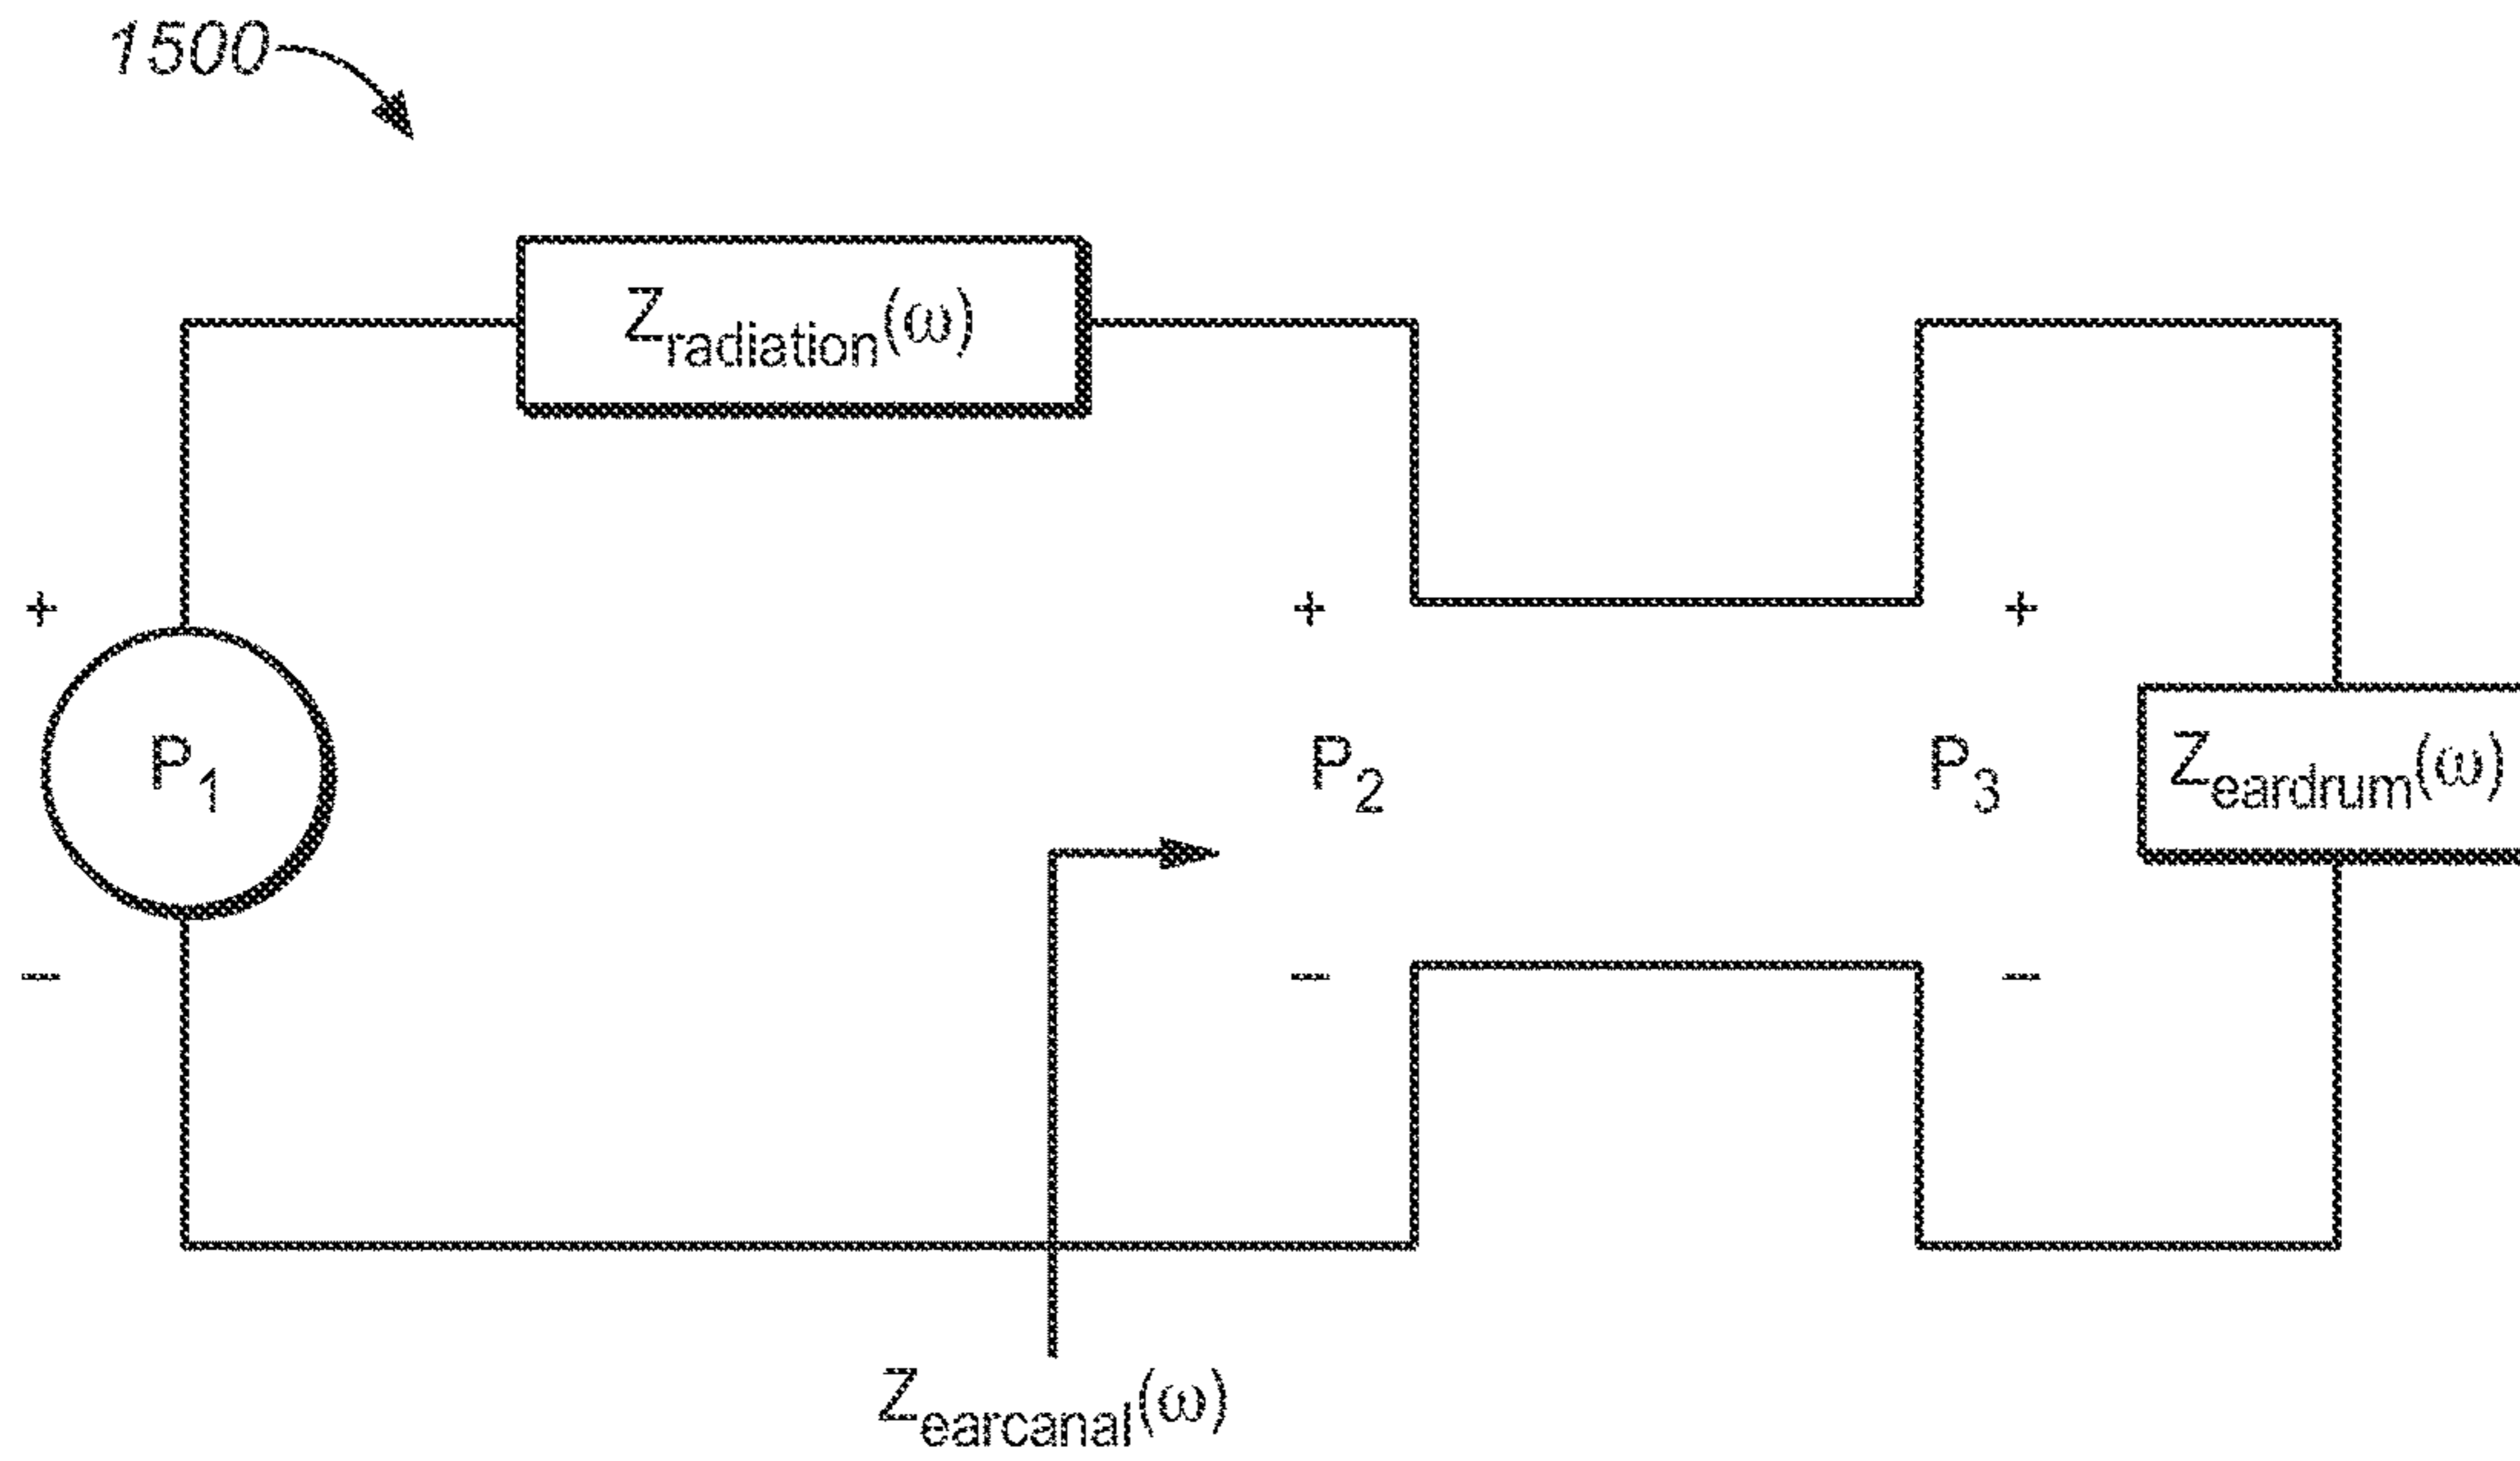 1500
Zradiation(ω)
+ + +
P1 P2 P3 Zeardrum(ω)
− − −
Zearcanal(ω)